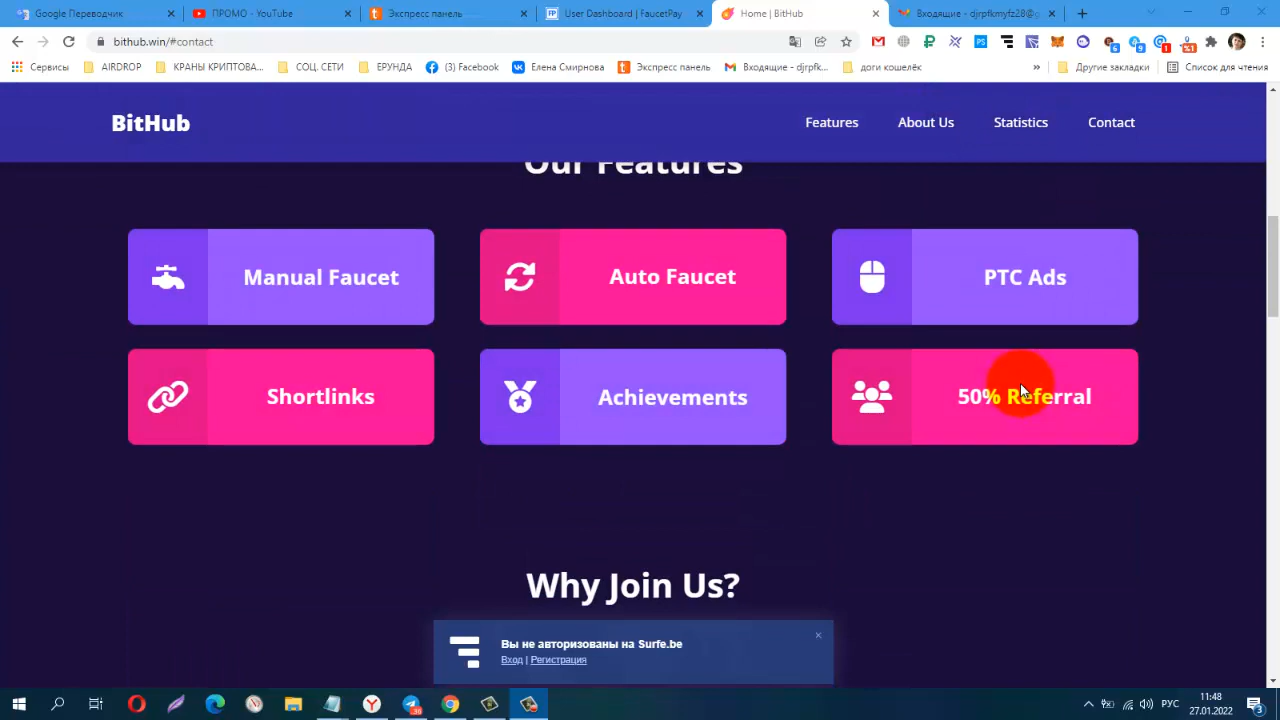 Google Переводчик
ПРОМО - YouTube
Экспресс панель
User Dashboard | FaucetPay
Home | BitHub
Входящие - djrpfkmyfz28@g
bithub.win/#contact
Сервисы
AIRDROP
КРАНЫ КРИПТОВА...
СОЦ. СЕТИ
ЕРУНДА
(3) Facebook
Елена Смирнова
Экспресс панель
Входящие - djrpfk...
доги кошелёк
»
Другие закладки
Список для чтения
BitHub
Features
About Us
Statistics
Contact
Our Features
Manual Faucet
Auto Faucet
PTC Ads
Shortlinks
Achievements
50% Referral
Why Join Us?
Вы не авторизованы на Surfe.be
Вход | Регистрация
РУС
11:48
27.01.2022